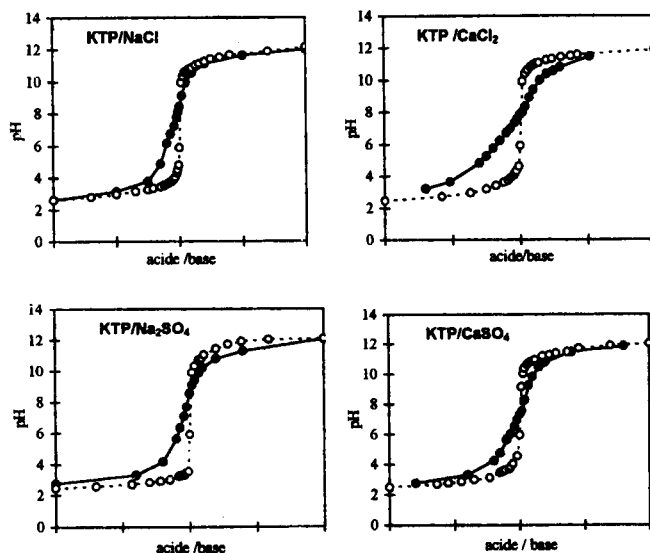 14
KTP/NaCl
12
10
8
pH
6
4
2
0
acide /base
14
KTP /CaCl₂
12
10
8
pH
6
4
2
0
acide/base
14
KTP/Na₂SO₄
12
10
8
pH
6
4
2
0
acide /base
14
KTP/CaSO₄
12
10
8
pH
6
4
2
0
acide / base